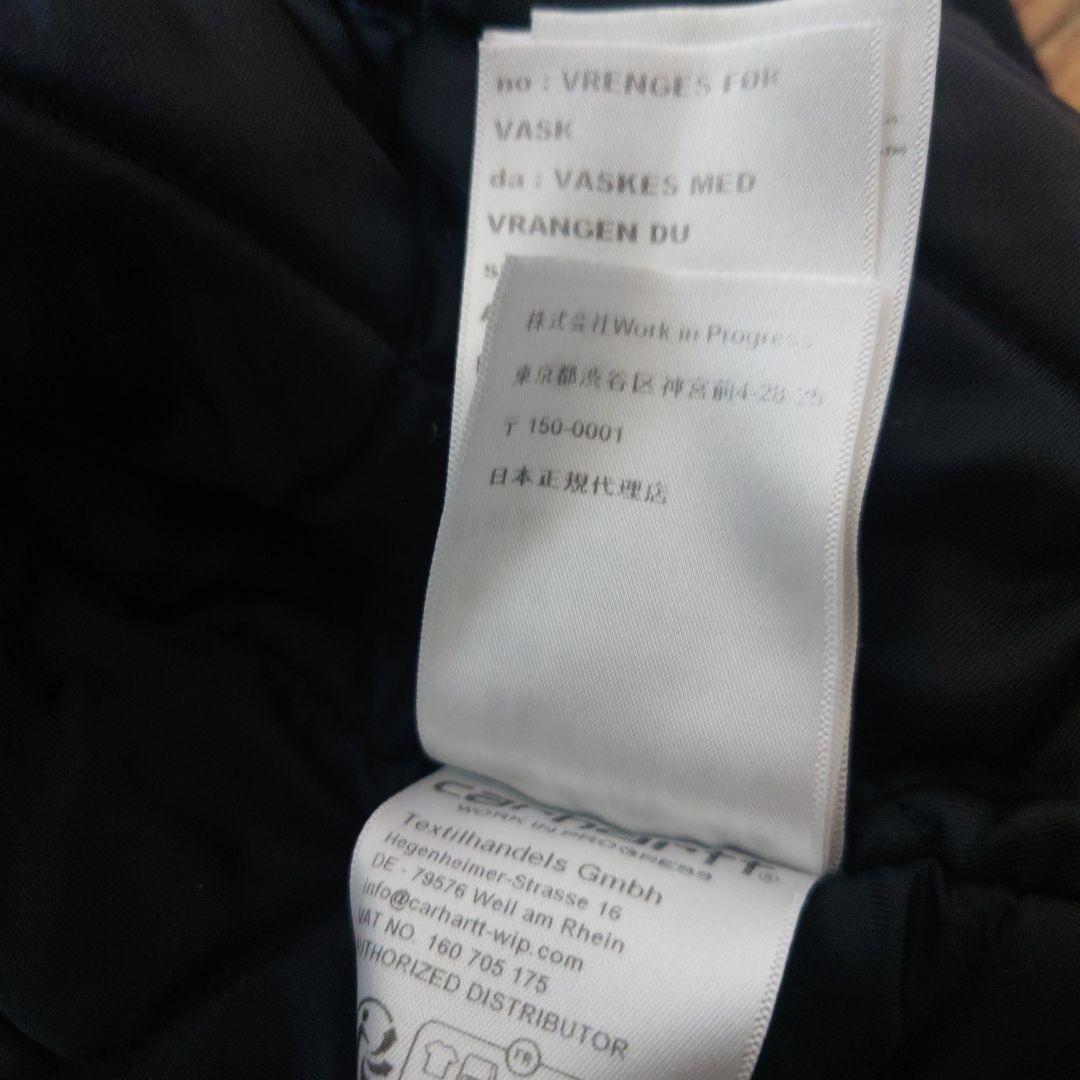 no : VRENGES FØR
VASK
da : VASKES MED
VRANGEN DU
株式会社Work in Progress
東京都渋谷区神宮前4-28-25
〒150-0001
日本正規代理店
carhartt®
WORK IN PROGRESS
Textilhandels Gmbh
Hegenheimer-Strasse 16
DE - 79576 Weil am Rhein
info@carhartt-wip.com
VAT NO. 160 705 175
AUTHORIZED DISTRIBUTOR
FR